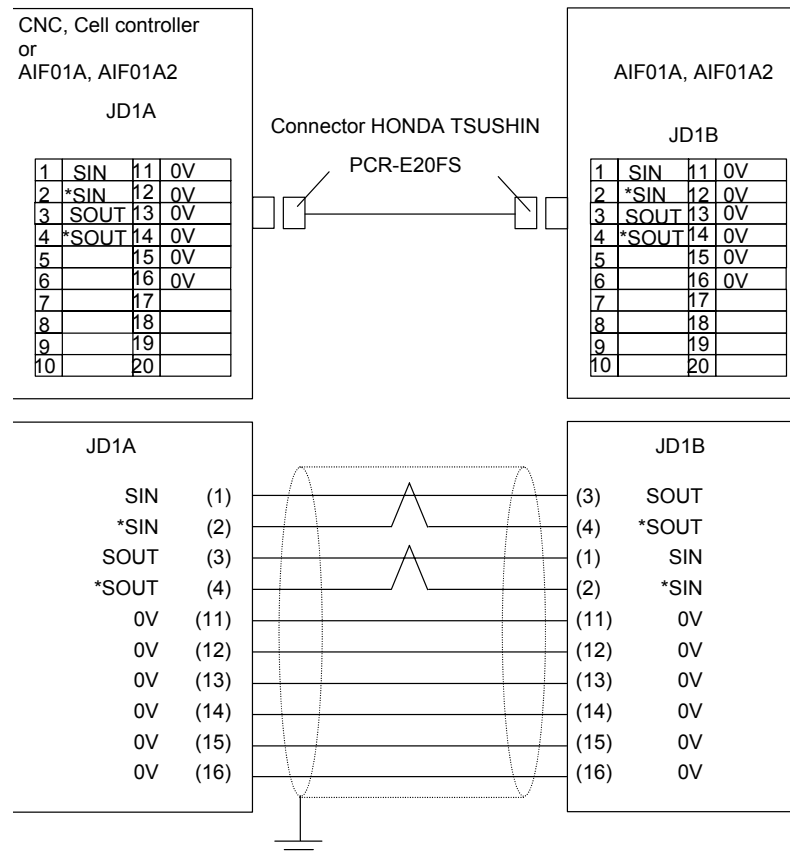 CNC, Cell controller
or
AIF01A, AIF01A2
JD1A
1 SIN 11 0V
2 *SIN 12 0V
3 SOUT 13 0V
4 *SOUT 14 0V
5 15 0V
6 16 0V
7 17
8 18
9 19
10 20
Connector HONDA TSUSHIN
PCR-E20FS
AIF01A, AIF01A2
JD1B
1 SIN 11 0V
2 *SIN 12 0V
3 SOUT 13 0V
4 *SOUT 14 0V
5 15 0V
6 16 0V
7 17
8 18
9 19
10 20
JD1A JD1B
SIN (1) (3) SOUT
*SIN (2) (4) *SOUT
SOUT (3) (1) SIN
*SOUT (4) (2) *SIN
0V (11) (11) 0V
0V (12) (12) 0V
0V (13) (13) 0V
0V (14) (14) 0V
0V (15) (15) 0V
0V (16) (16) 0V